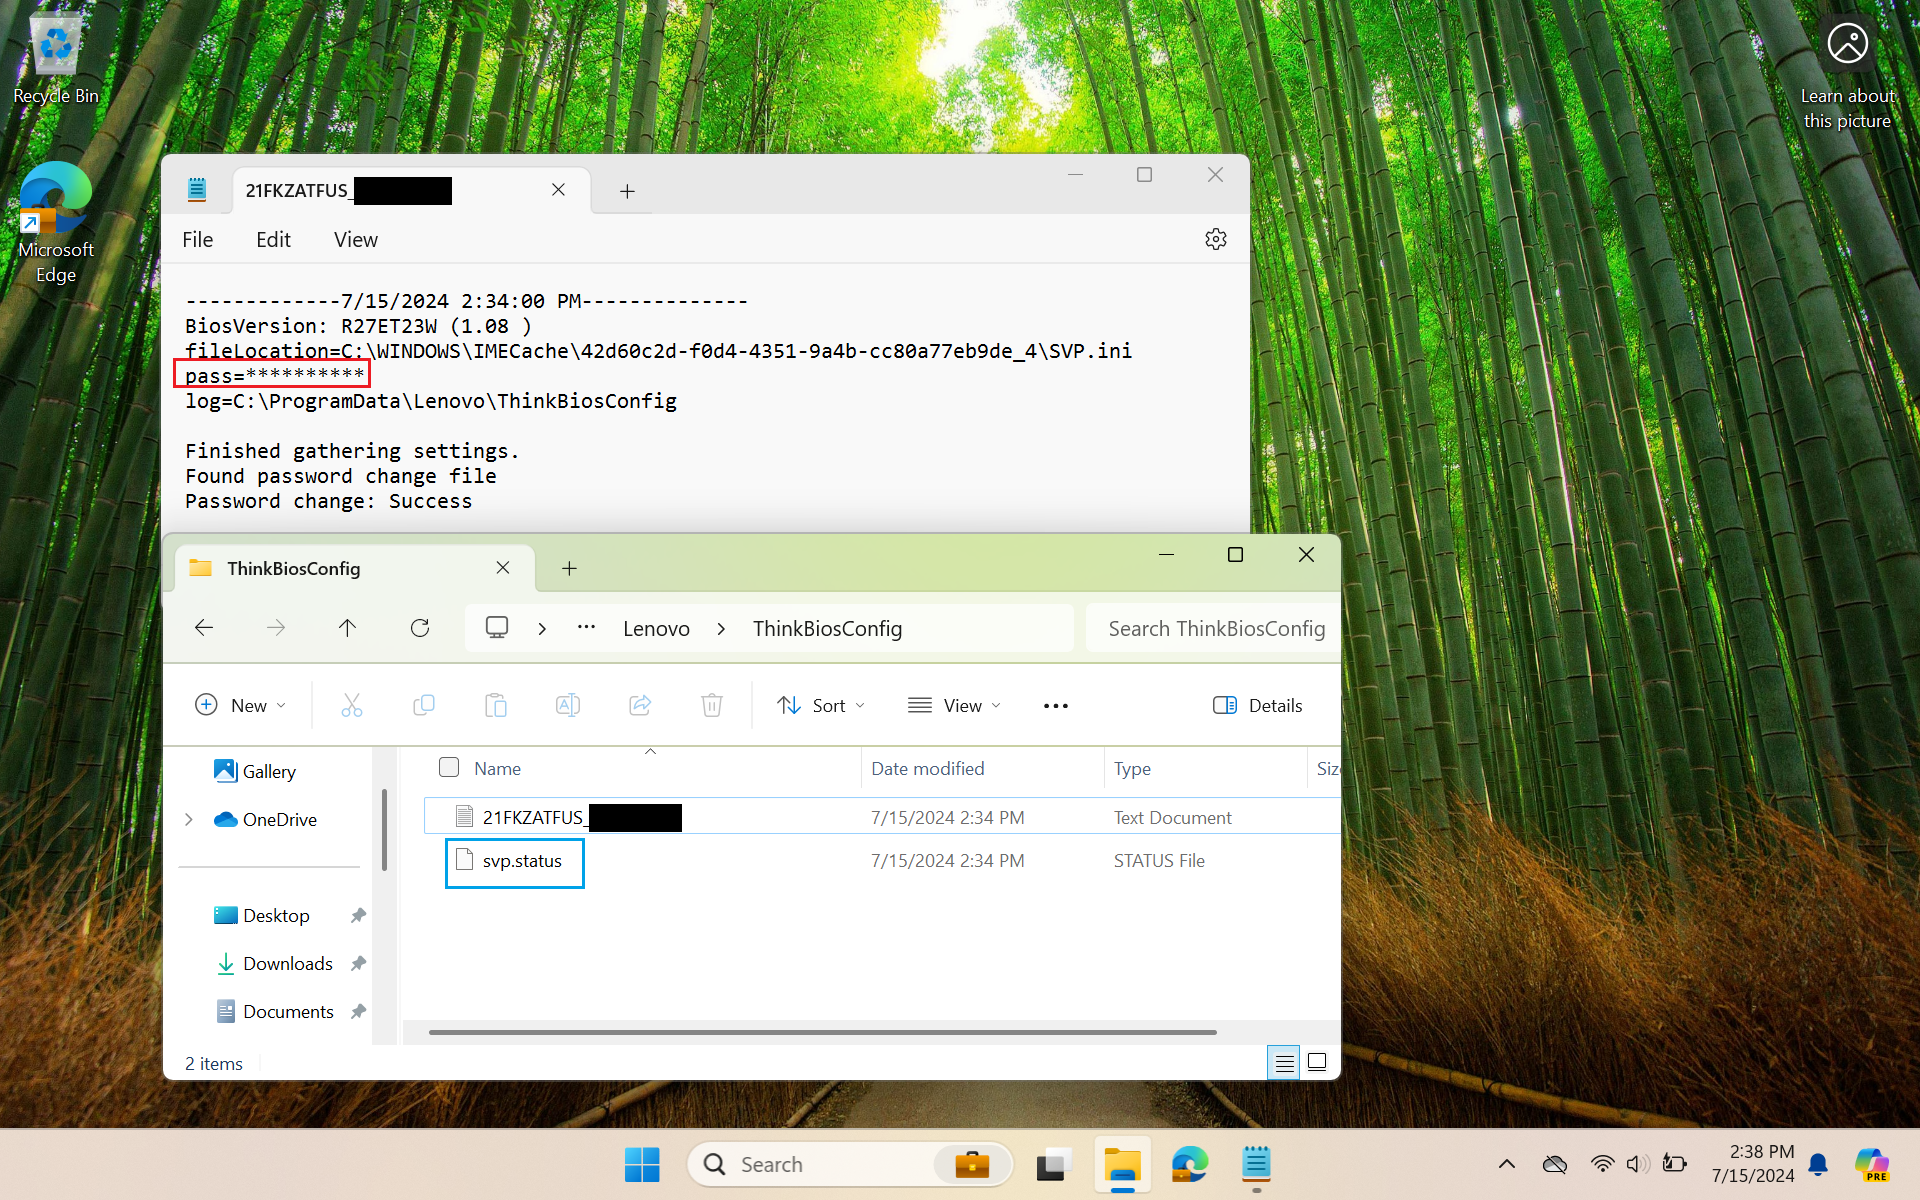 Recycle Bin
Microsoft
Edge
Learn about
this picture
21FKZATFUS_
File Edit View
-------------7/15/2024 2:34:00 PM--------------
BiosVersion: R27ET23W (1.08 )
fileLocation=C:\WINDOWS\IMECache\42d60c2d-f0d4-4351-9a4b-cc80a77eb9de_4\SVP.ini
pass=**********
log=C:\ProgramData\Lenovo\ThinkBiosConfig
Finished gathering settings.
Found password change file
Password change: Success
ThinkBiosConfig
Lenovo ThinkBiosConfig Search ThinkBiosConfig
New Sort View Details
Name Date modified Type Siz
21FKZATFUS_ 7/15/2024 2:34 PM Text Document
svp.status 7/15/2024 2:34 PM STATUS File
Gallery
OneDrive
Desktop
Downloads
Documents
2 items
Search
2:38 PM
7/15/2024
PRE